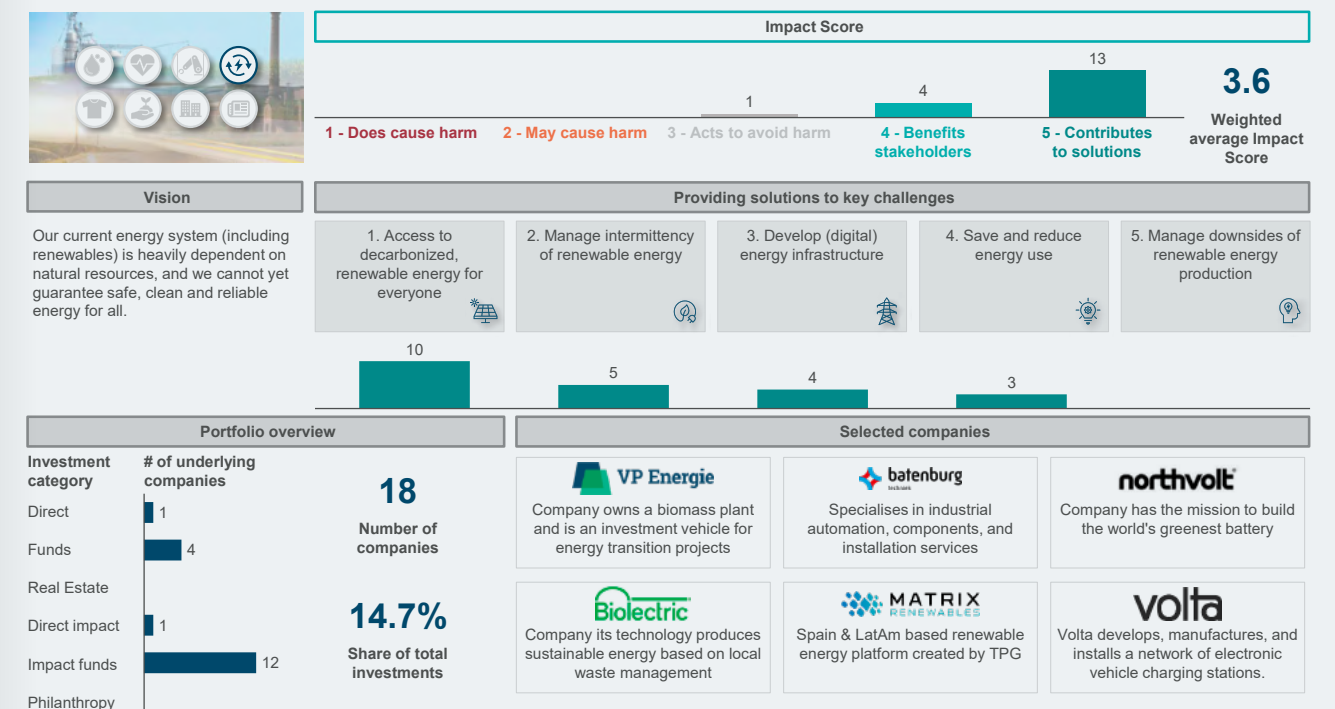 Impact Score
1
4
13
3.6
1 - Does cause harm
2 - May cause harm
3 - Acts to avoid harm
4 - Benefits
stakeholders
5 - Contributes
to solutions
Weighted
average Impact
Score
Vision
Our current energy system (including
renewables) is heavily dependent on
natural resources, and we cannot yet
guarantee safe, clean and reliable
energy for all.
Providing solutions to key challenges
1. Access to
decarbonized,
renewable energy for
everyone
2. Manage intermittency
of renewable energy
3. Develop (digital)
energy infrastructure
4. Save and reduce
energy use
5. Manage downsides of
renewable energy
production
10
5
4
3
Portfolio overview
Investment
category
# of underlying
companies
Direct
1
Funds
4
Real Estate
Direct impact
1
Impact funds
12
Philanthropy
18
Number of
companies
14.7%
Share of total
investments
Selected companies
VP Energie
Company owns a biomass plant
and is an investment vehicle for
energy transition projects
batenburg
techniek
Specialises in industrial
automation, components, and
installation services
northvolt
Company has the mission to build
the world's greenest battery
Biolectric
Company its technology produces
sustainable energy based on local
waste management
MATRIX
RENEWABLES
Spain & LatAm based renewable
energy platform created by TPG
volta
Volta develops, manufactures, and
installs a network of electronic
vehicle charging stations.